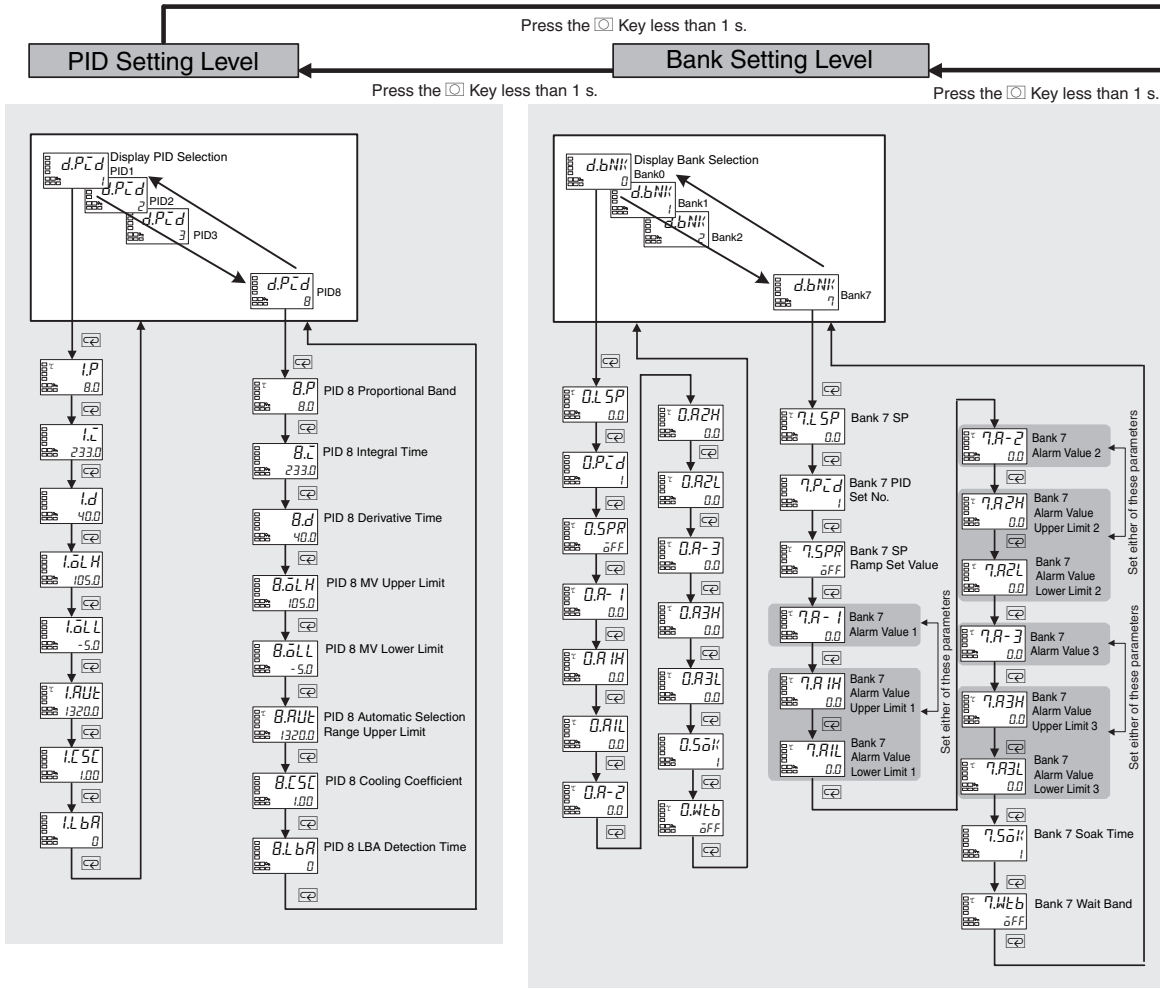 Press the Key less than 1 s.
PID Setting Level
Bank Setting Level
Press the Key less than 1 s.
Press the Key less than 1 s.
d.PID
1
Display PID Selection
PID1
d.PID
2
PID2
d.PID
3
PID3
d.PID
8
PID8
1.P
8.0
1.I
233.0
1.d
40.0
1.oLH
105.0
1.oLL
-5.0
1.AUt
1320.0
1.CSC
1.00
1.LbA
0
8.P
8.0
PID 8 Proportional Band
8.I
233.0
PID 8 Integral Time
8.d
40.0
PID 8 Derivative Time
8.oLH
105.0
PID 8 MV Upper Limit
8.oLL
-5.0
PID 8 MV Lower Limit
8.AUt
1320.0
PID 8 Automatic Selection
Range Upper Limit
8.CSC
1.00
PID 8 Cooling Coefficient
8.LbA
0
PID 8 LBA Detection Time
d.bNK
0
Display Bank Selection
Bank0
d.bNK
1
Bank1
d.bNK
2
Bank2
d.bNK
7
Bank7
0.LSP
0.0
0.PId
1
0.SPR
oFF
0.A-1
0.0
0.A1H
0.0
0.A1L
0.0
0.A-2
0.0
0.A2H
0.0
0.A2L
0.0
0.A-3
0.0
0.A3H
0.0
0.A3L
0.0
0.SoK
1
0.Wtb
oFF
7.LSP
0.0
Bank 7 SP
7.PId
1
Bank 7 PID
Set No.
7.SPR
oFF
Bank 7 SP
Ramp Set Value
7.A-1
0.0
Bank 7
Alarm Value 1
7.A1H
0.0
Bank 7
Alarm Value
Upper Limit 1
7.A1L
0.0
Bank 7
Alarm Value
Lower Limit 1
Set either of these parameters
7.A-2
0.0
Bank 7
Alarm Value 2
7.A2H
0.0
Bank 7
Alarm Value
Upper Limit 2
7.A2L
0.0
Bank 7
Alarm Value
Lower Limit 2
Set either of these parameters
7.A-3
0.0
Bank 7
Alarm Value 3
7.A3H
0.0
Bank 7
Alarm Value
Upper Limit 3
7.A3L
0.0
Bank 7
Alarm Value
Lower Limit 3
Set either of these parameters
7.SoK
1
Bank 7 Soak Time
7.Wtb
oFF
Bank 7 Wait Band